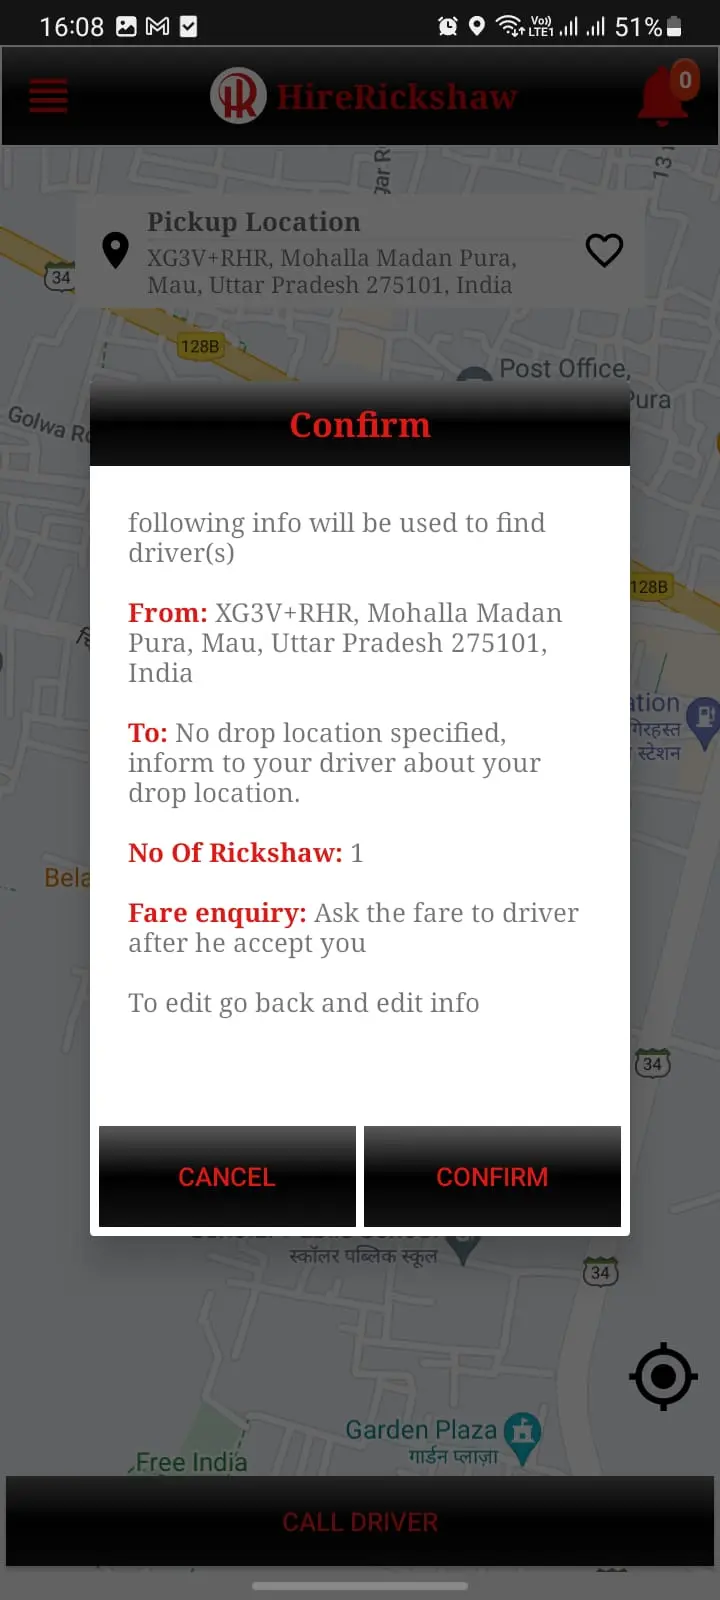 16:08
Vo)) LTE1 51%
HireRickshaw
0
Pickup Location
XG3V+RHR, Mohalla Madan Pura,
Mau, Uttar Pradesh 275101, India
34
128B
Post Office,
Pura
Golwa
Confirm
following info will be used to find
driver(s)
From: XG3V+RHR, Mohalla Madan
Pura, Mau, Uttar Pradesh 275101,
India
To: No drop location specified,
inform to your driver about your
drop location.
No Of Rickshaw: 1
Fare enquiry: Ask the fare to driver
after he accept you
To edit go back and edit info
CANCEL
CONFIRM
128B
ation
गिरहस्त
स्टेशन
Bela
34
स्कॉलर पब्लिक स्कूल
34
Garden Plaza
गार्डन प्लाज़ा
Free India
CALL DRIVER